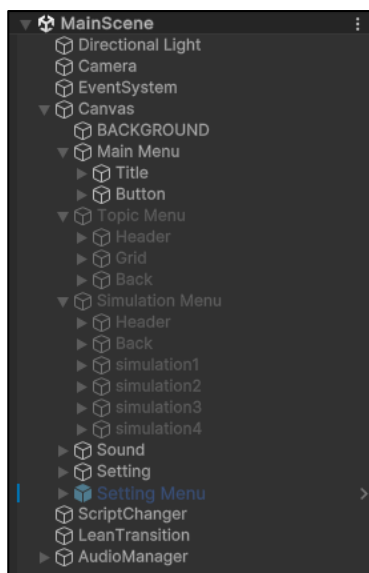 MainScene
Directional Light
Camera
EventSystem
Canvas
BACKGROUND
Main Menu
Title
Button
Topic Menu
Header
Grid
Back
Simulation Menu
Header
Back
simulation1
simulation2
simulation3
simulation4
Sound
Setting
Setting Menu
ScriptChanger
LeanTransition
AudioManager